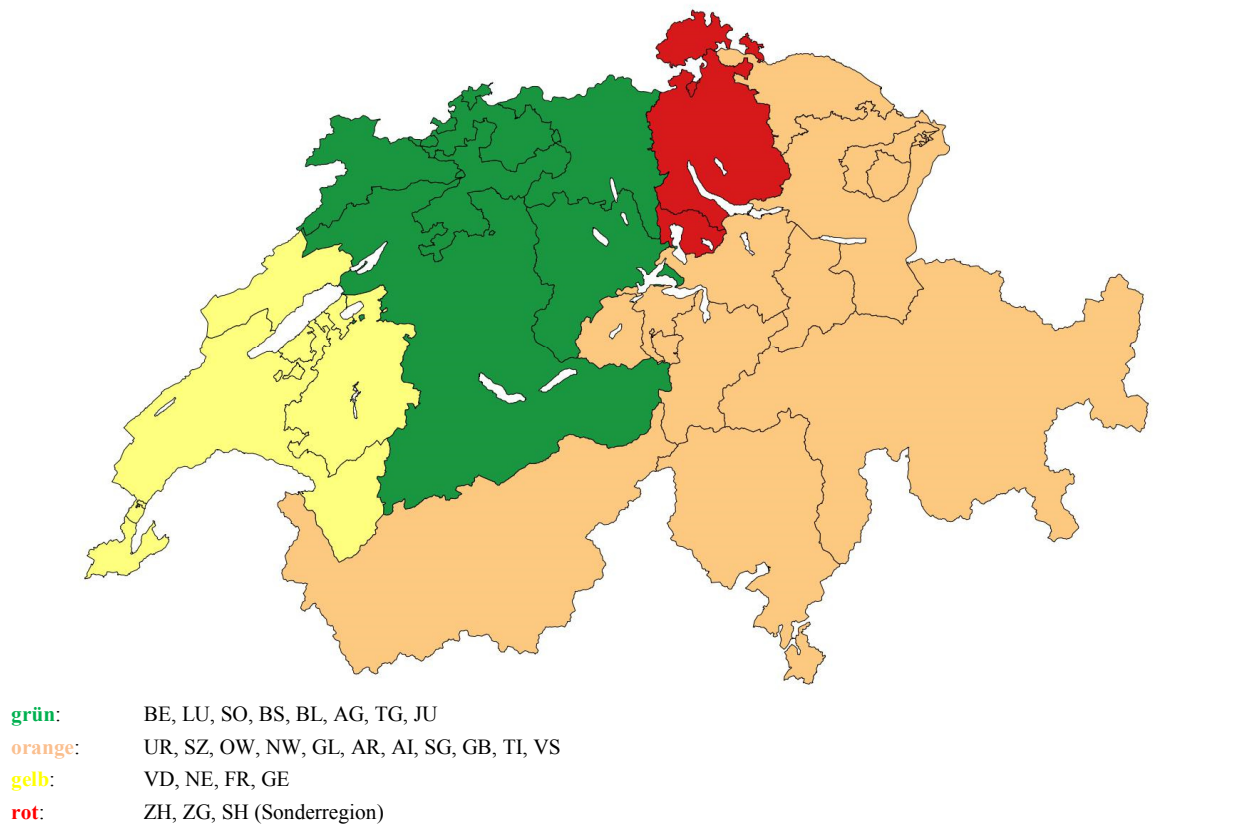 grün: BE, LU, SO, BS, BL, AG, TG, JU
orange: UR, SZ, OW, NW, GL, AR, AI, SG, GB, TI, VS
gelb: VD, NE, FR, GE
rot: ZH, ZG, SH (Sonderregion)